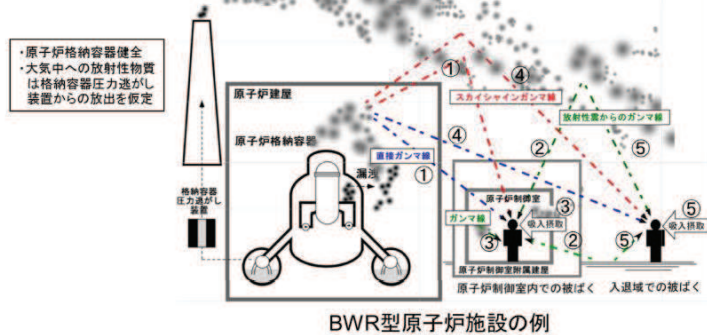 ・原子炉格納容器健全
・大気中への放射性物質
は格納容器圧力逃がし
装置からの放出を仮定
原子炉建屋
原子炉格納容器
漏洩
直接ガンマ線
①
①
スカイシャインガンマ線
④
④
放射性雲からのガンマ線
②
⑤
格納容器
圧力逃がし
装置
原子炉制御室
ガンマ線
③
③
吸入摂取
②
⑤
⑤
吸入摂取
原子炉制御室附属建屋
原子炉制御室内での被ばく
入退域での被ばく
BWR型原子炉施設の例